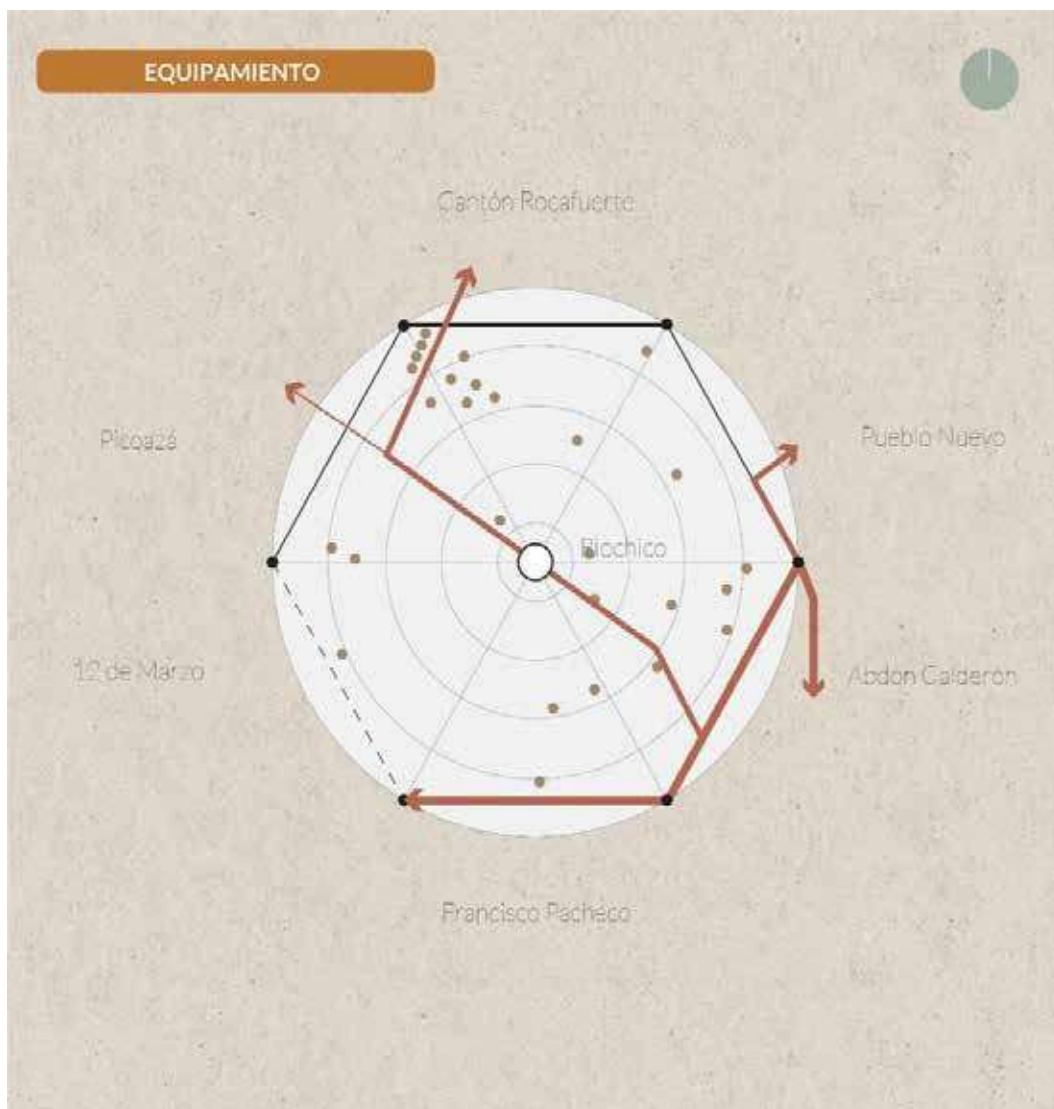 EQUIPAMIENTO
Cantón Rocafuerte
Picoazá
Pueblo Nuevo
Riochico
12 de Marzo
Abdon Calderón
Francisco Pacheco